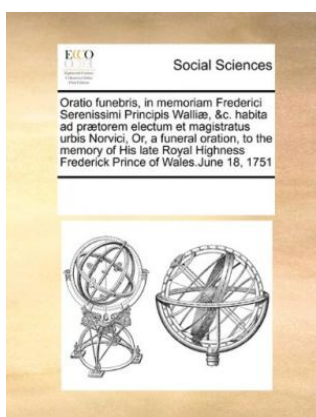 ECCO
Social Sciences
Oratio funebris, in memoriam Frederici
Serenissimi Principis Walliæ, &c. habita
ad prætorem electum et magistratus
urbis Norvici, Or, a funeral oration, to the
memory of His late Royal Highness
Frederick Prince of Wales.June 18, 1751